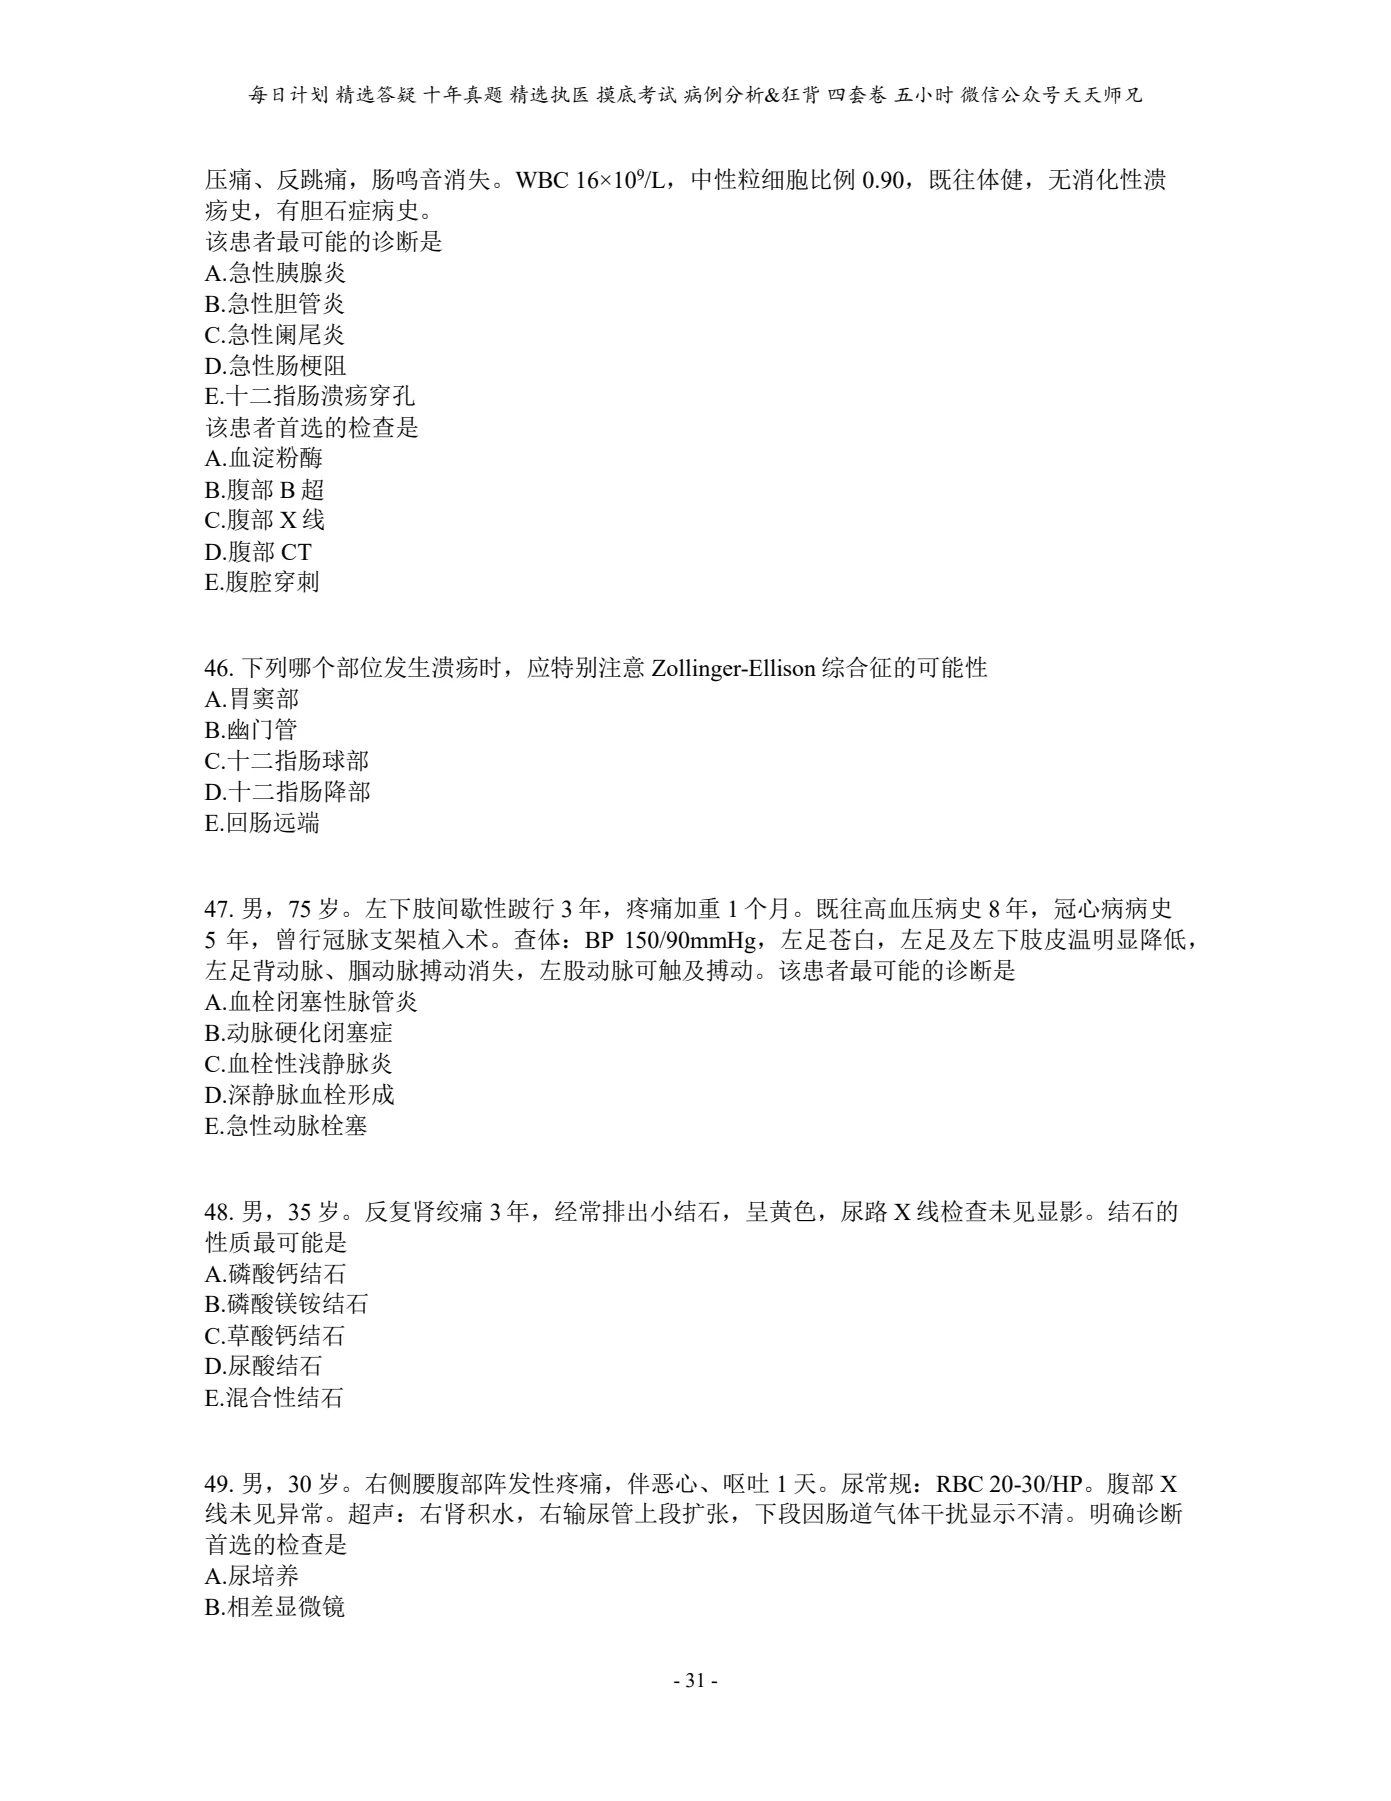 每日计划 精选答疑 十年真题 精选执医 摸底考试 病例分析&狂背 四套卷 五小时 微信公众号天天师兄
压痛、反跳痛，肠鸣音消失。WBC 16×10⁹/L，中性粒细胞比例 0.90，既往体健，无消化性溃
疡史，有胆石症病史。
该患者最可能的诊断是
A.急性胰腺炎
B.急性胆管炎
C.急性阑尾炎
D.急性肠梗阻
E.十二指肠溃疡穿孔
该患者首选的检查是
A.血淀粉酶
B.腹部 B 超
C.腹部 X 线
D.腹部 CT
E.腹腔穿刺
46. 下列哪个部位发生溃疡时，应特别注意 Zollinger-Ellison 综合征的可能性
A.胃窦部
B.幽门管
C.十二指肠球部
D.十二指肠降部
E.回肠远端
47. 男，75 岁。左下肢间歇性跛行 3 年，疼痛加重 1 个月。既往高血压病史 8 年，冠心病病史
5 年，曾行冠脉支架植入术。查体：BP 150/90mmHg，左足苍白，左足及左下肢皮温明显降低，
左足背动脉、腘动脉搏动消失，左股动脉可触及搏动。该患者最可能的诊断是
A.血栓闭塞性脉管炎
B.动脉硬化闭塞症
C.血栓性浅静脉炎
D.深静脉血栓形成
E.急性动脉栓塞
48. 男，35 岁。反复肾绞痛 3 年，经常排出小结石，呈黄色，尿路 X 线检查未见显影。结石的
性质最可能是
A.磷酸钙结石
B.磷酸镁铵结石
C.草酸钙结石
D.尿酸结石
E.混合性结石
49. 男，30 岁。右侧腰腹部阵发性疼痛，伴恶心、呕吐 1 天。尿常规：RBC 20-30/HP。腹部 X
线未见异常。超声：右肾积水，右输尿管上段扩张，下段因肠道气体干扰显示不清。明确诊断
首选的检查是
A.尿培养
B.相差显微镜
- 31 -